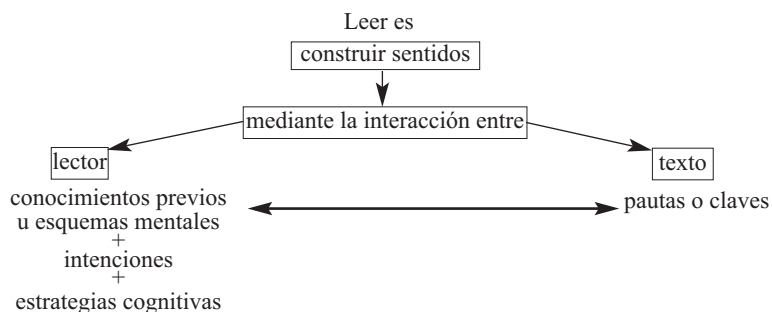 Leer es
construir sentidos
mediante la interacción entre
lector
texto
conocimientos previos
u esquemas mentales
+
intenciones
+
estrategias cognitivas
pautas o claves